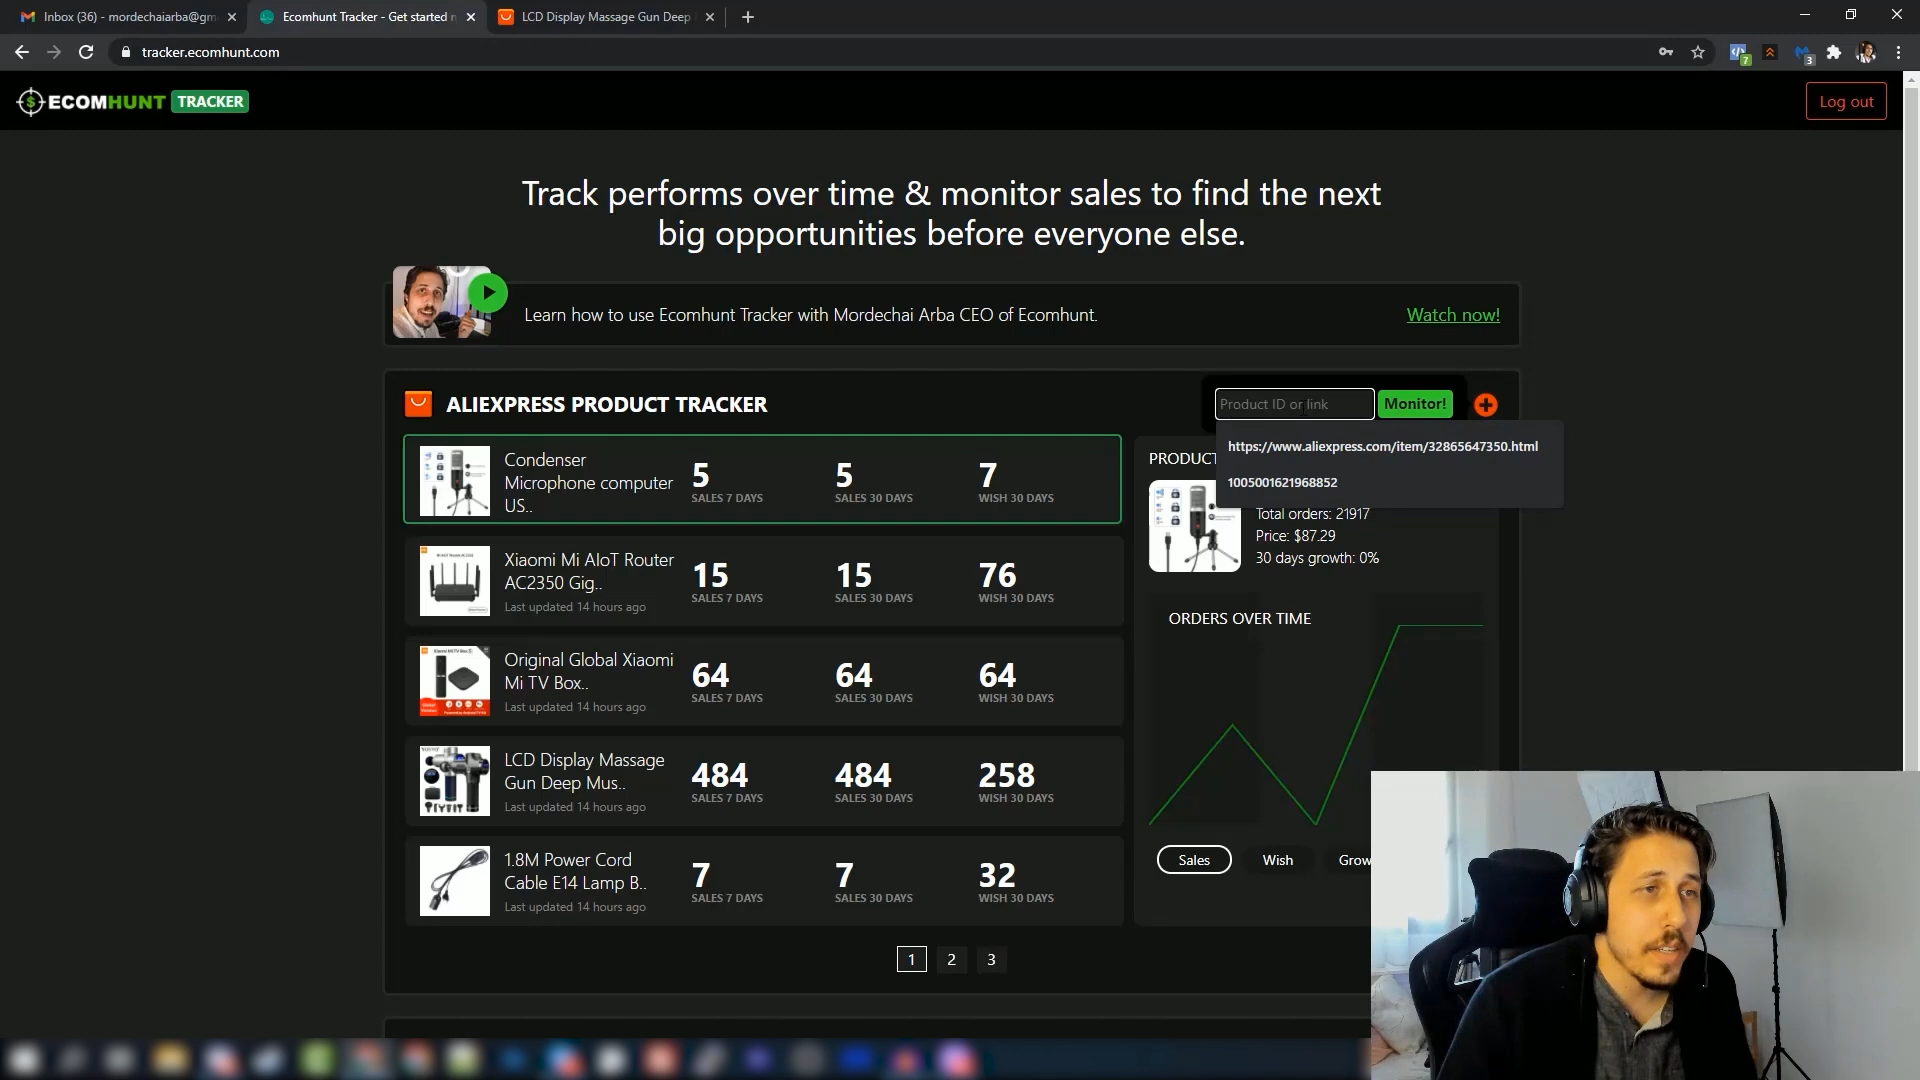 Inbox (36) - mordechaiarba@gm
Ecomhunt Tracker - Get started n
LCD Display Massage Gun Deep
tracker.ecomhunt.com
7
3
ECOMHUNT TRACKER
Log out
Track performs over time & monitor sales to find the next
big opportunities before everyone else.
Learn how to use Ecomhunt Tracker with Mordechai Arba CEO of Ecomhunt.
Watch now!
ALIEXPRESS PRODUCT TRACKER
Product ID or link
Monitor!
https://www.aliexpress.com/item/32865647350.html
1005001621968852
Condenser
Microphone computer
US..
5
SALES 7 DAYS
5
SALES 30 DAYS
7
WISH 30 DAYS
Xiaomi Mi AIoT Router
AC2350 Gig..
Last updated 14 hours ago
15
SALES 7 DAYS
15
SALES 30 DAYS
76
WISH 30 DAYS
Original Global Xiaomi
Mi TV Box..
Last updated 14 hours ago
64
SALES 7 DAYS
64
SALES 30 DAYS
64
WISH 30 DAYS
LCD Display Massage
Gun Deep Mus..
Last updated 14 hours ago
484
SALES 7 DAYS
484
SALES 30 DAYS
258
WISH 30 DAYS
1.8M Power Cord
Cable E14 Lamp B..
Last updated 14 hours ago
7
SALES 7 DAYS
7
SALES 30 DAYS
32
WISH 30 DAYS
PRODUCT
Total orders: 21917
Price: $87.29
30 days growth: 0%
ORDERS OVER TIME
Sales
Wish
Grow
1
2
3